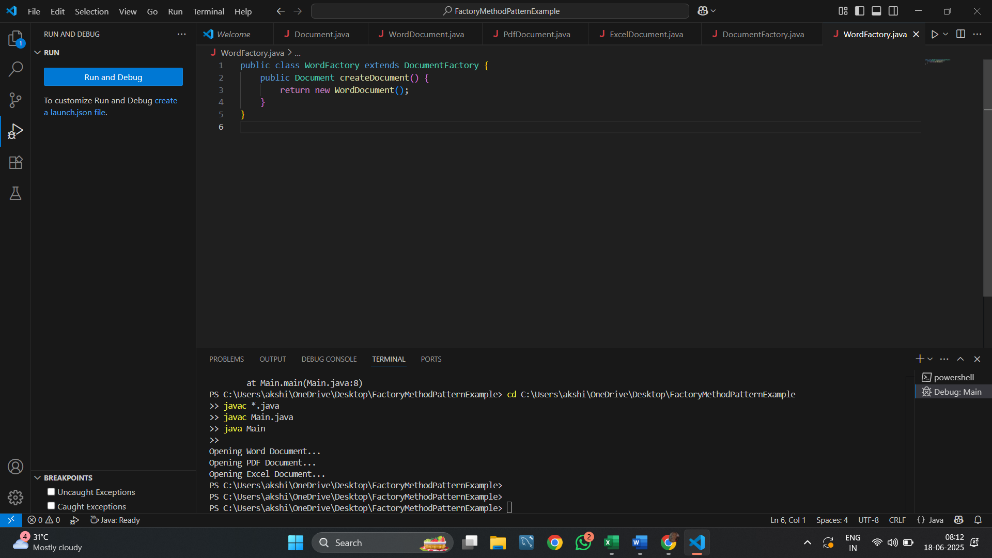 File Edit Selection View Go Run Terminal Help
FactoryMethodPatternExample
RUN AND DEBUG
RUN
Run and Debug
To customize Run and Debug create
a launch.json file.
Welcome
Document.java
WordDocument.java
PdfDocument.java
ExcelDocument.java
DocumentFactory.java
WordFactory.java
WordFactory.java > ...
1 public class WordFactory extends DocumentFactory {
2 public Document createDocument() {
3 return new WordDocument();
4 }
5 }
6
PROBLEMS OUTPUT DEBUG CONSOLE TERMINAL PORTS
at Main.main(Main.java:8)
PS C:\Users\akshi\OneDrive\Desktop\FactoryMethodPatternExample> cd C:\Users\akshi\OneDrive\Desktop\FactoryMethodPatternExample
>> javac *.java
>> javac Main.java
>> java Main
>>
Opening Word Document...
Opening PDF Document...
Opening Excel Document...
PS C:\Users\akshi\OneDrive\Desktop\FactoryMethodPatternExample>
PS C:\Users\akshi\OneDrive\Desktop\FactoryMethodPatternExample>
PS C:\Users\akshi\OneDrive\Desktop\FactoryMethodPatternExample>
powershell
Debug: Main
BREAKPOINTS
Uncaught Exceptions
Caught Exceptions
0 0 Java: Ready
Ln 6, Col 1 Spaces: 4 UTF-8 CRLF {} Java
4
31°C
Mostly cloudy
Search
2
ENG
IN
08:12
18-06-2025
1